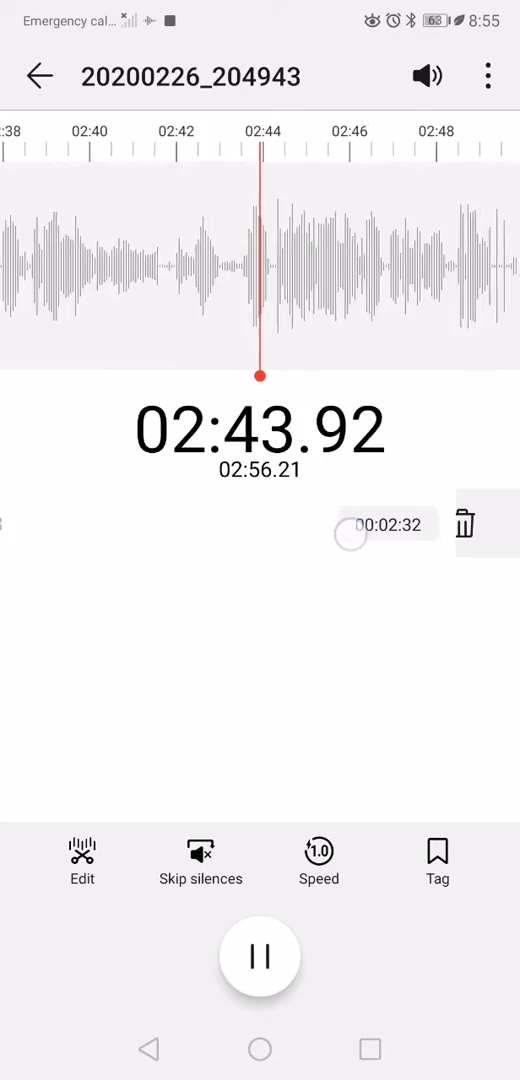 Emergency cal... 63 8:55
20200226_204943
:38 02:40 02:42 02:44 02:46 02:48
02:43.92
02:56.21
00:02:32
1.0
Edit Skip silences Speed Tag